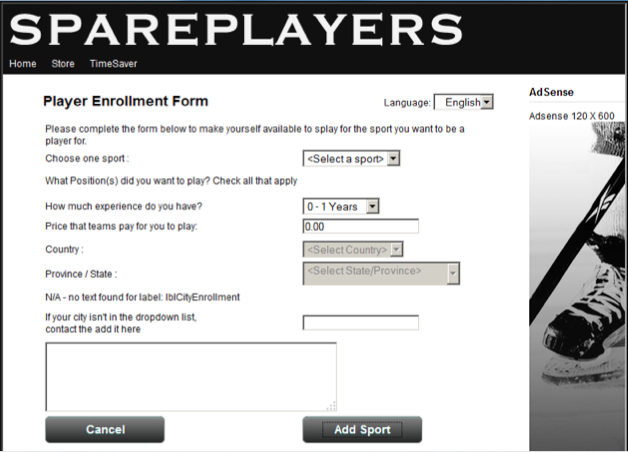 SPAREPLAYERS
Home Store TimeSaver
Player Enrollment Form
Language: English
AdSense
Adsense 120 X 600
Please complete the form below to make yourself available to splay for the sport you want to be a
player for.
Choose one sport : <Select a sport>
What Position(s) did you want to play? Check all that apply
How much experience do you have? 0 - 1 Years
Price that teams pay for you to play: 0.00
Country : <Select Country>
Province / State : <Select State/Province>
N/A - no text found for label: lblCityEnrollment
If your city isn't in the dropdown list,
contact the add it here
Cancel Add Sport